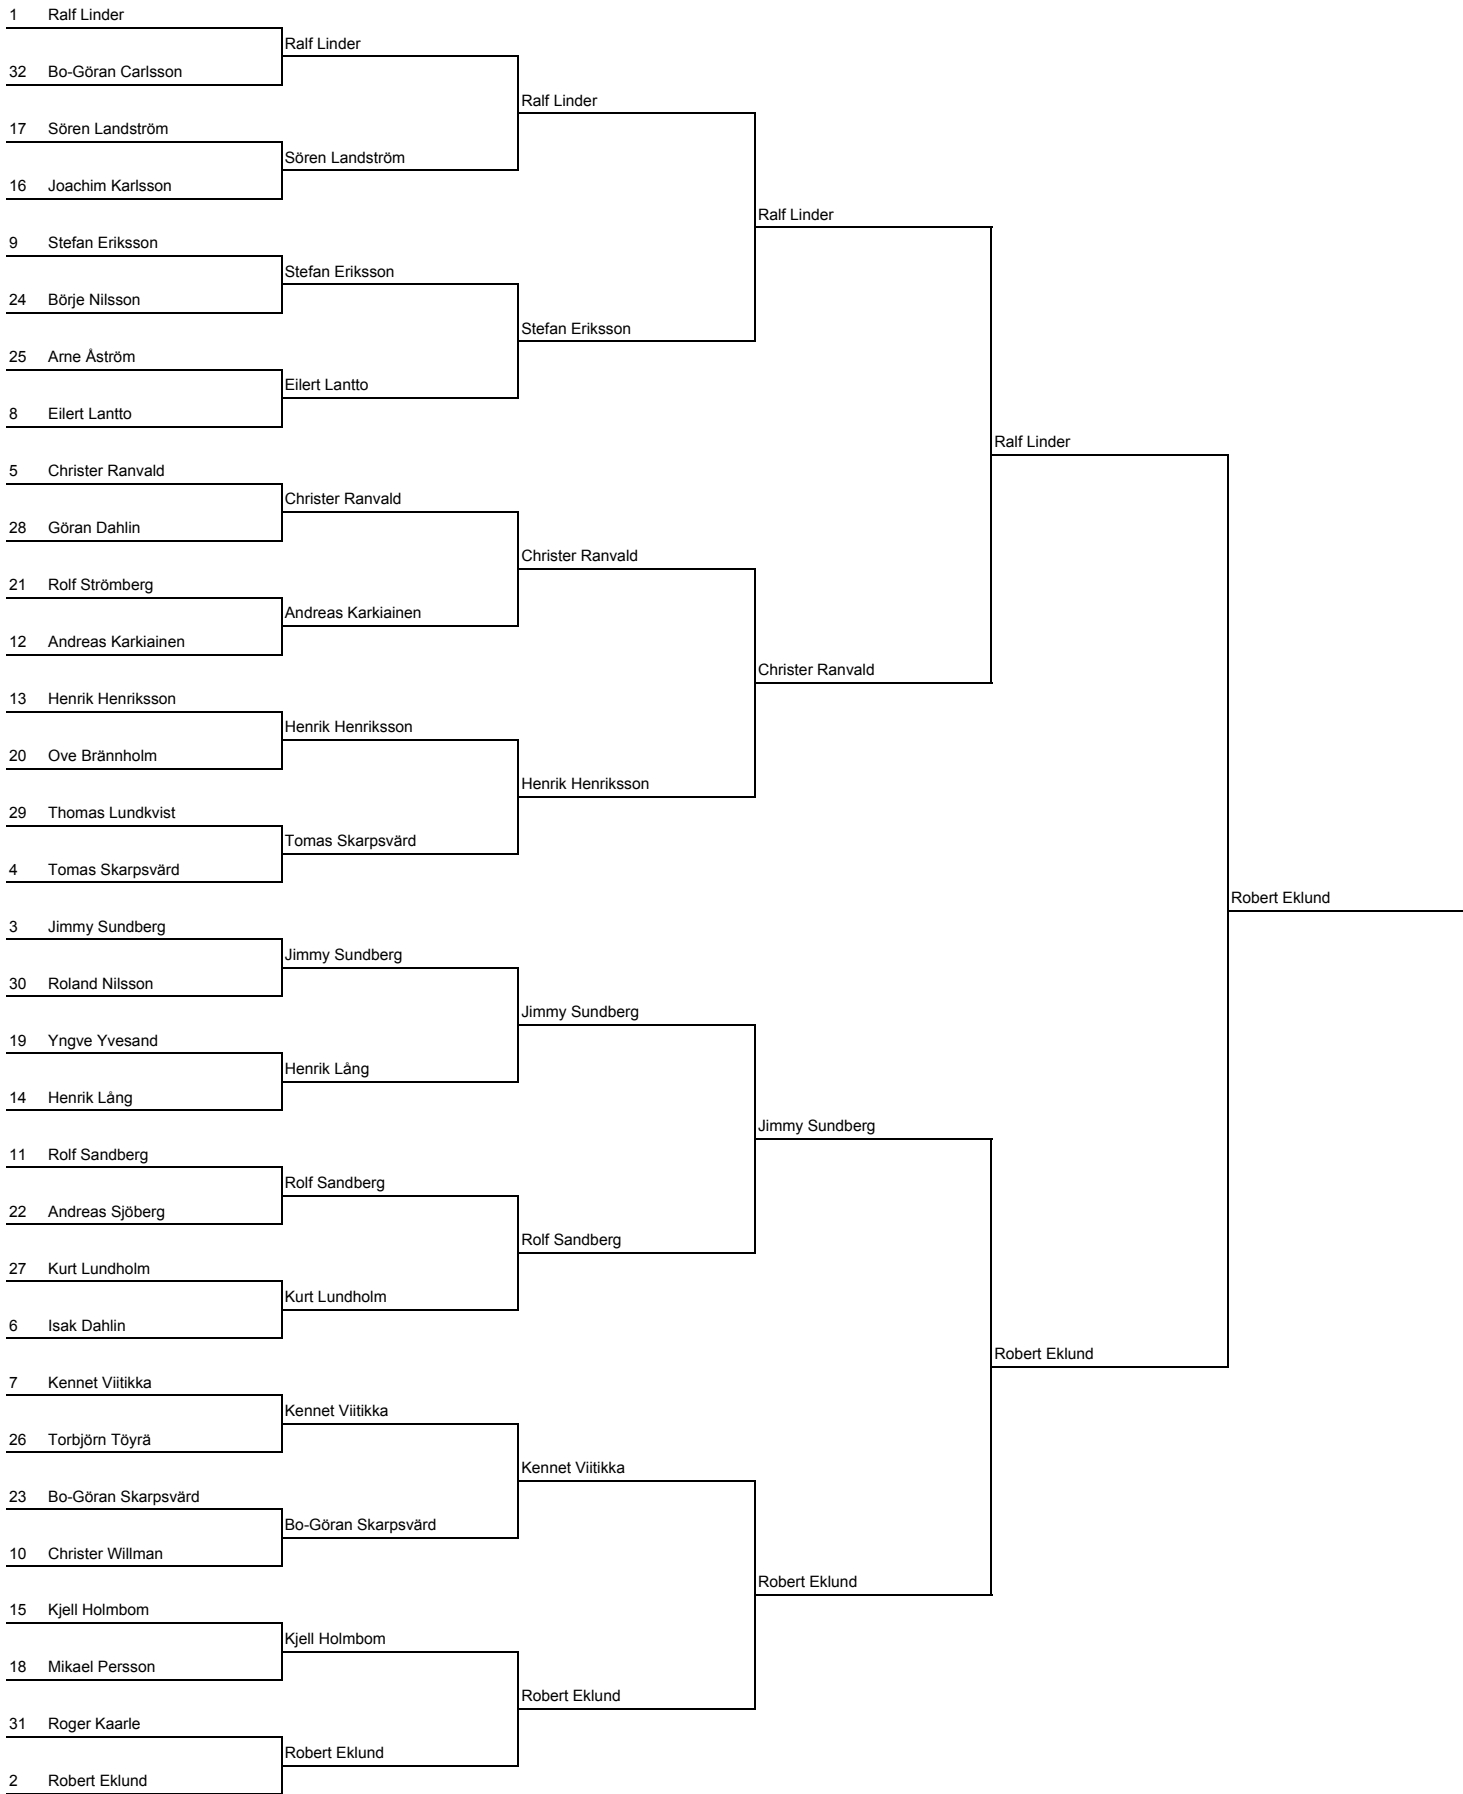 1 Ralf Linder
Ralf Linder
32 Bo-Göran Carlsson
Ralf Linder
17 Sören Landström
Sören Landström
16 Joachim Karlsson
Ralf Linder
9 Stefan Eriksson
Stefan Eriksson
24 Börje Nilsson
Stefan Eriksson
25 Arne Åström
Eilert Lantto
8 Eilert Lantto
Ralf Linder
5 Christer Ranvald
Christer Ranvald
28 Göran Dahlin
Christer Ranvald
21 Rolf Strömberg
Andreas Karkiainen
12 Andreas Karkiainen
Christer Ranvald
13 Henrik Henriksson
Henrik Henriksson
20 Ove Brännholm
Henrik Henriksson
29 Thomas Lundkvist
Tomas Skarpsvärd
4 Tomas Skarpsvärd
Robert Eklund
3 Jimmy Sundberg
Jimmy Sundberg
30 Roland Nilsson
Jimmy Sundberg
19 Yngve Yvesand
Henrik Lång
14 Henrik Lång
Jimmy Sundberg
11 Rolf Sandberg
Rolf Sandberg
22 Andreas Sjöberg
Rolf Sandberg
27 Kurt Lundholm
Kurt Lundholm
6 Isak Dahlin
Robert Eklund
7 Kennet Viitikka
Kennet Viitikka
26 Torbjörn Töyrä
Kennet Viitikka
23 Bo-Göran Skarpsvärd
Bo-Göran Skarpsvärd
10 Christer Willman
Robert Eklund
15 Kjell Holmbom
Kjell Holmbom
18 Mikael Persson
Robert Eklund
31 Roger Kaarle
Robert Eklund
2 Robert Eklund